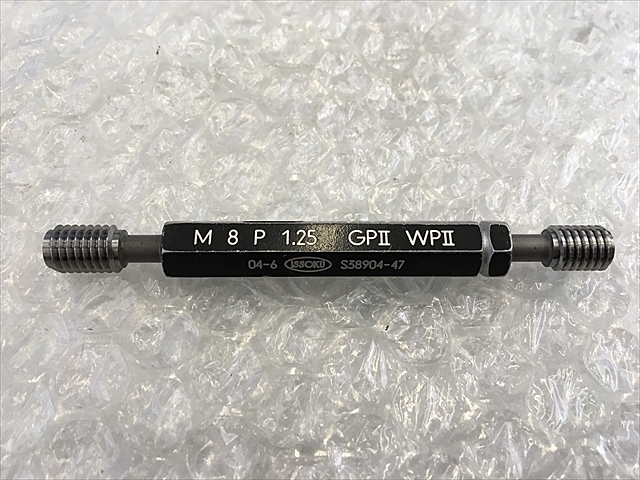 M 8 P 1.25 GPⅡ WPⅡ
04-6 ISSOKU S38904-47